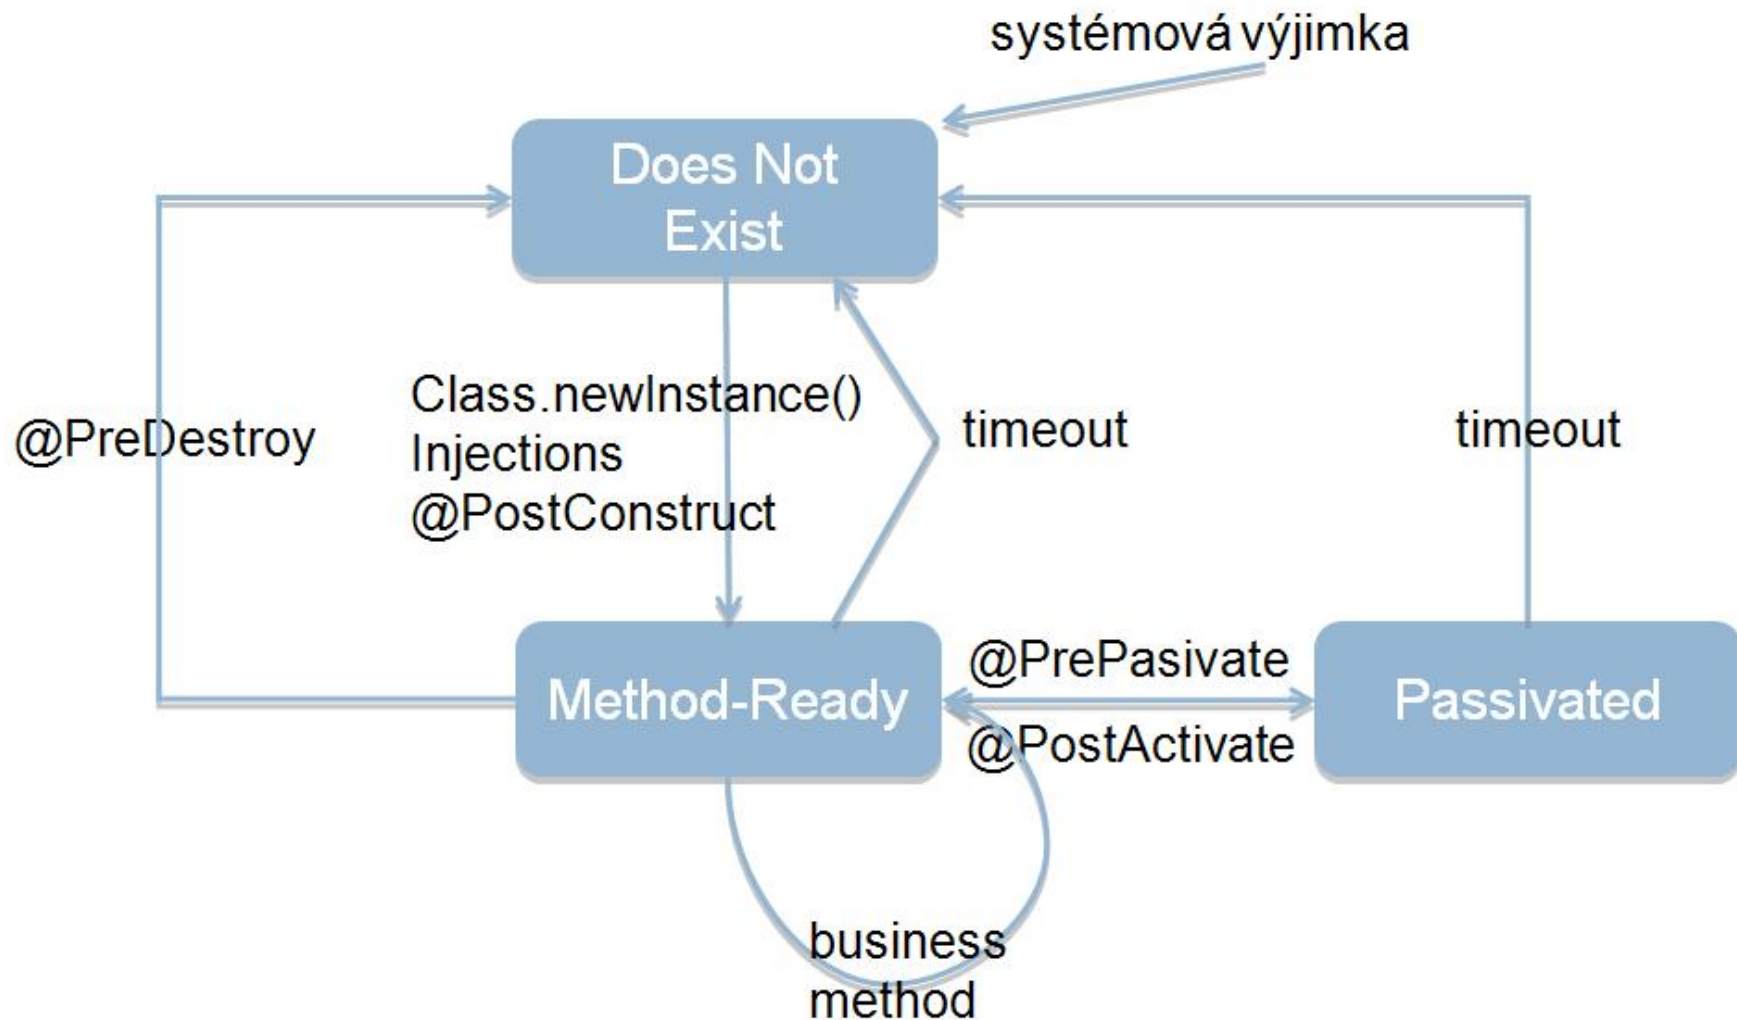 systémová výjimka
Does Not
Exist
@PreDestroy
Class.newInstance()
Injections
@PostConstruct
timeout
timeout
Method-Ready
@PrePasivate
@PostActivate
Passivated
business
method